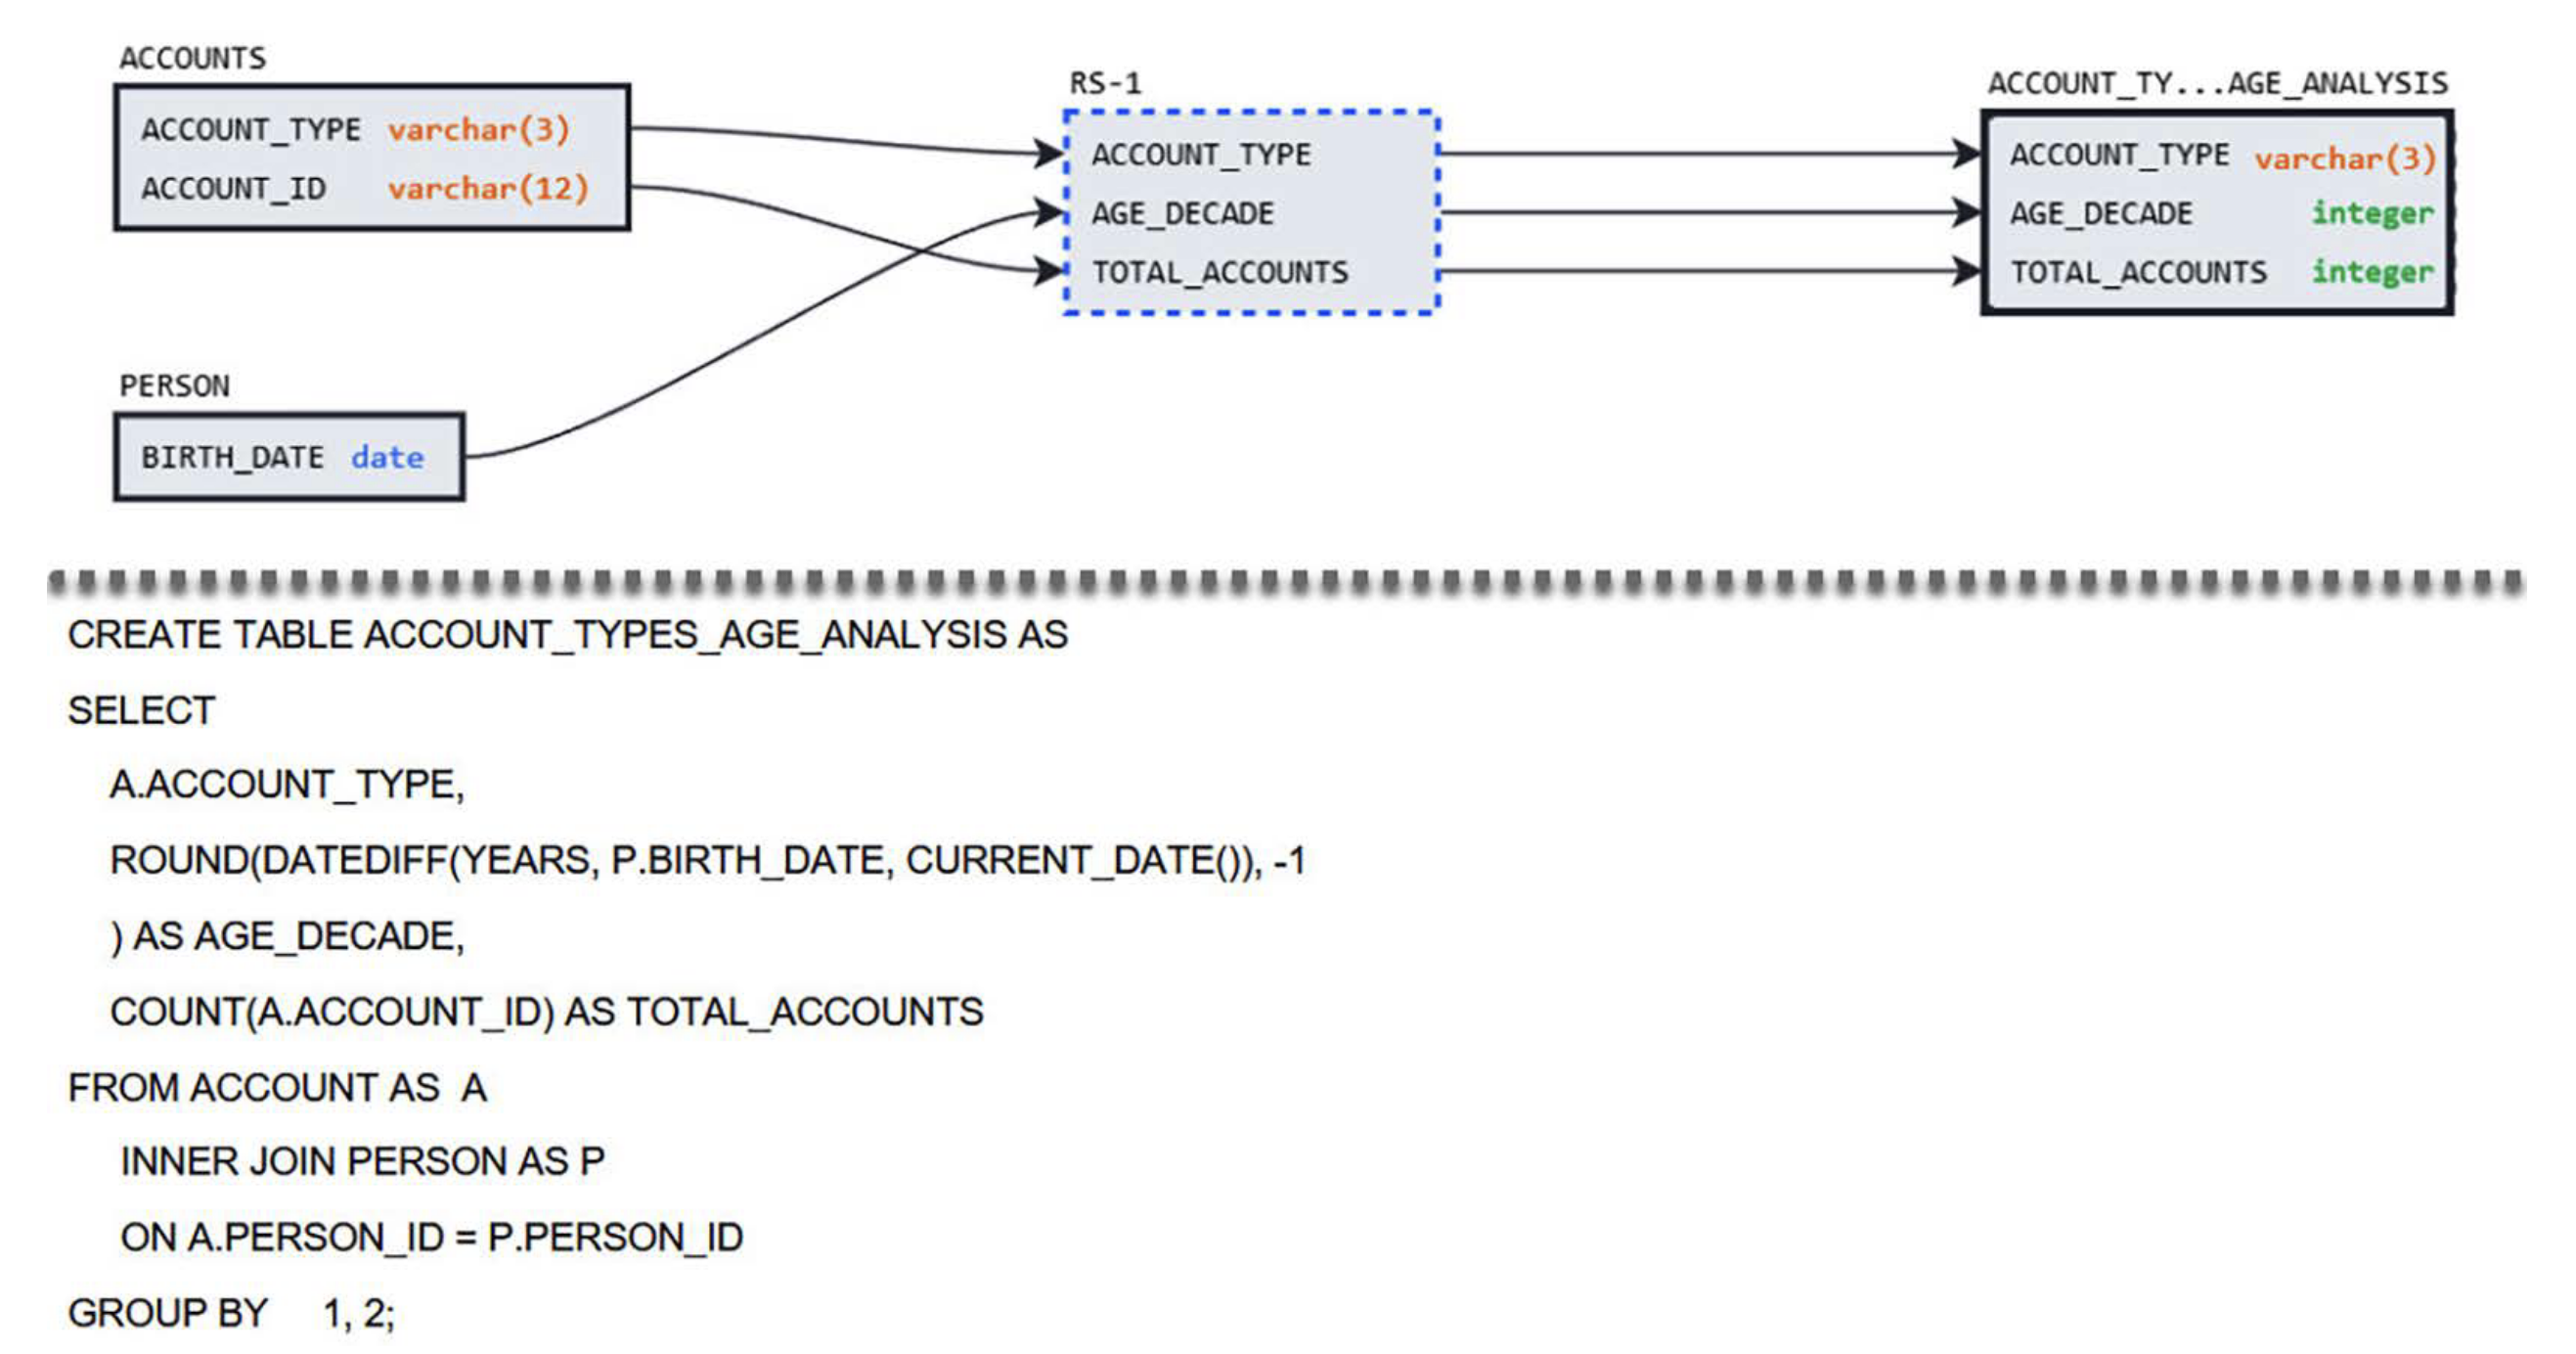 ACCOUNTS
ACCOUNT_TYPE varchar(3)
ACCOUNT_ID varchar(12)
PERSON
BIRTH_DATE date
RS-1
ACCOUNT_TYPE
AGE_DECADE
TOTAL_ACCOUNTS
ACCOUNT_TY...AGE_ANALYSIS
ACCOUNT_TYPE varchar(3)
AGE_DECADE integer
TOTAL_ACCOUNTS integer
CREATE TABLE ACCOUNT_TYPES_AGE_ANALYSIS AS
SELECT
A.ACCOUNT_TYPE,
ROUND(DATEDIFF(YEARS, P.BIRTH_DATE, CURRENT_DATE()), -1
) AS AGE_DECADE,
COUNT(A.ACCOUNT_ID) AS TOTAL_ACCOUNTS
FROM ACCOUNT AS A
INNER JOIN PERSON AS P
ON A.PERSON_ID = P.PERSON_ID
GROUP BY 1, 2;